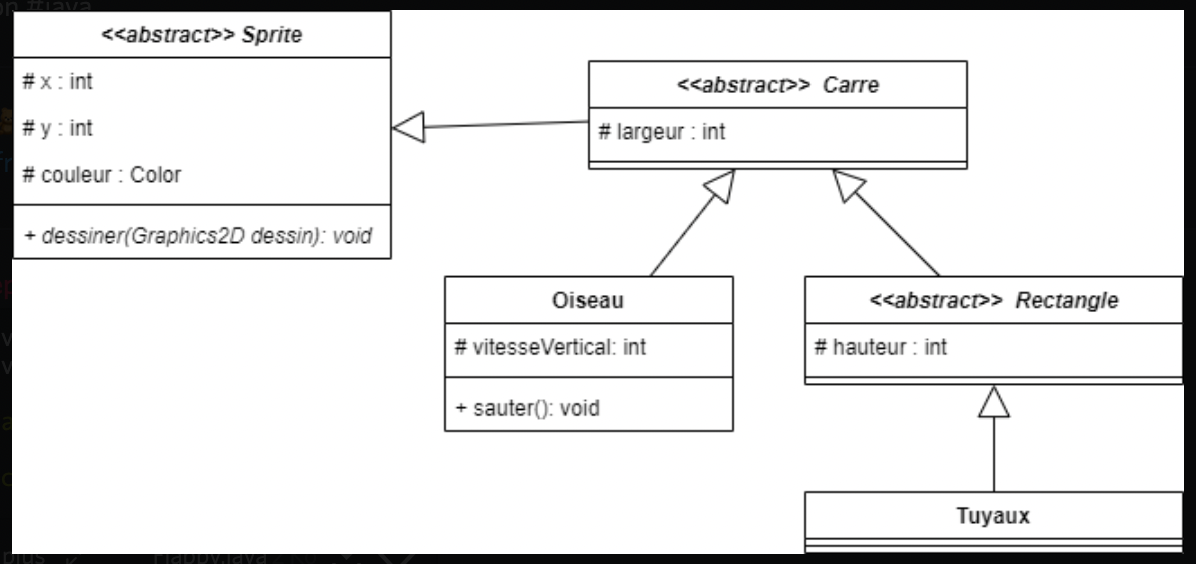 <<abstract>> Sprite
# x : int
# y : int
# couleur : Color
+ dessiner(Graphics2D dessin): void
<<abstract>> Carre
# largeur : int
Oiseau
# vitesseVertical: int
+ sauter(): void
<<abstract>> Rectangle
# hauteur : int
Tuyaux